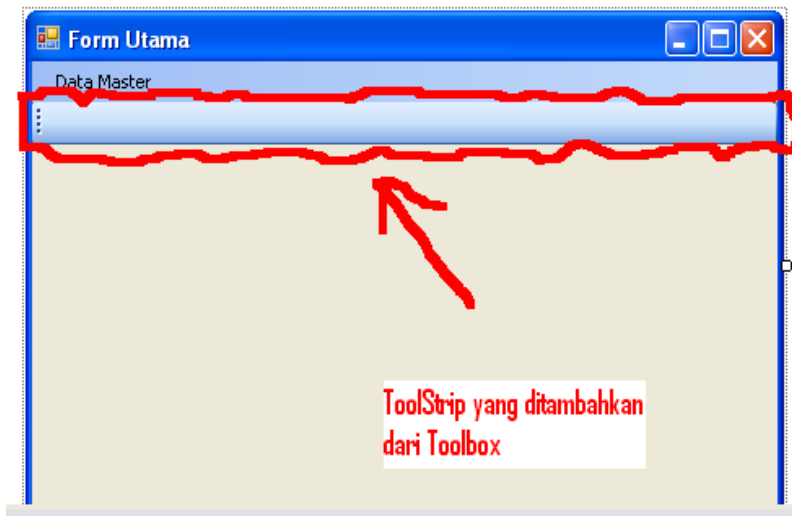 Form Utama
Data Master
ToolStrip yang ditambahkan
dari Toolbox